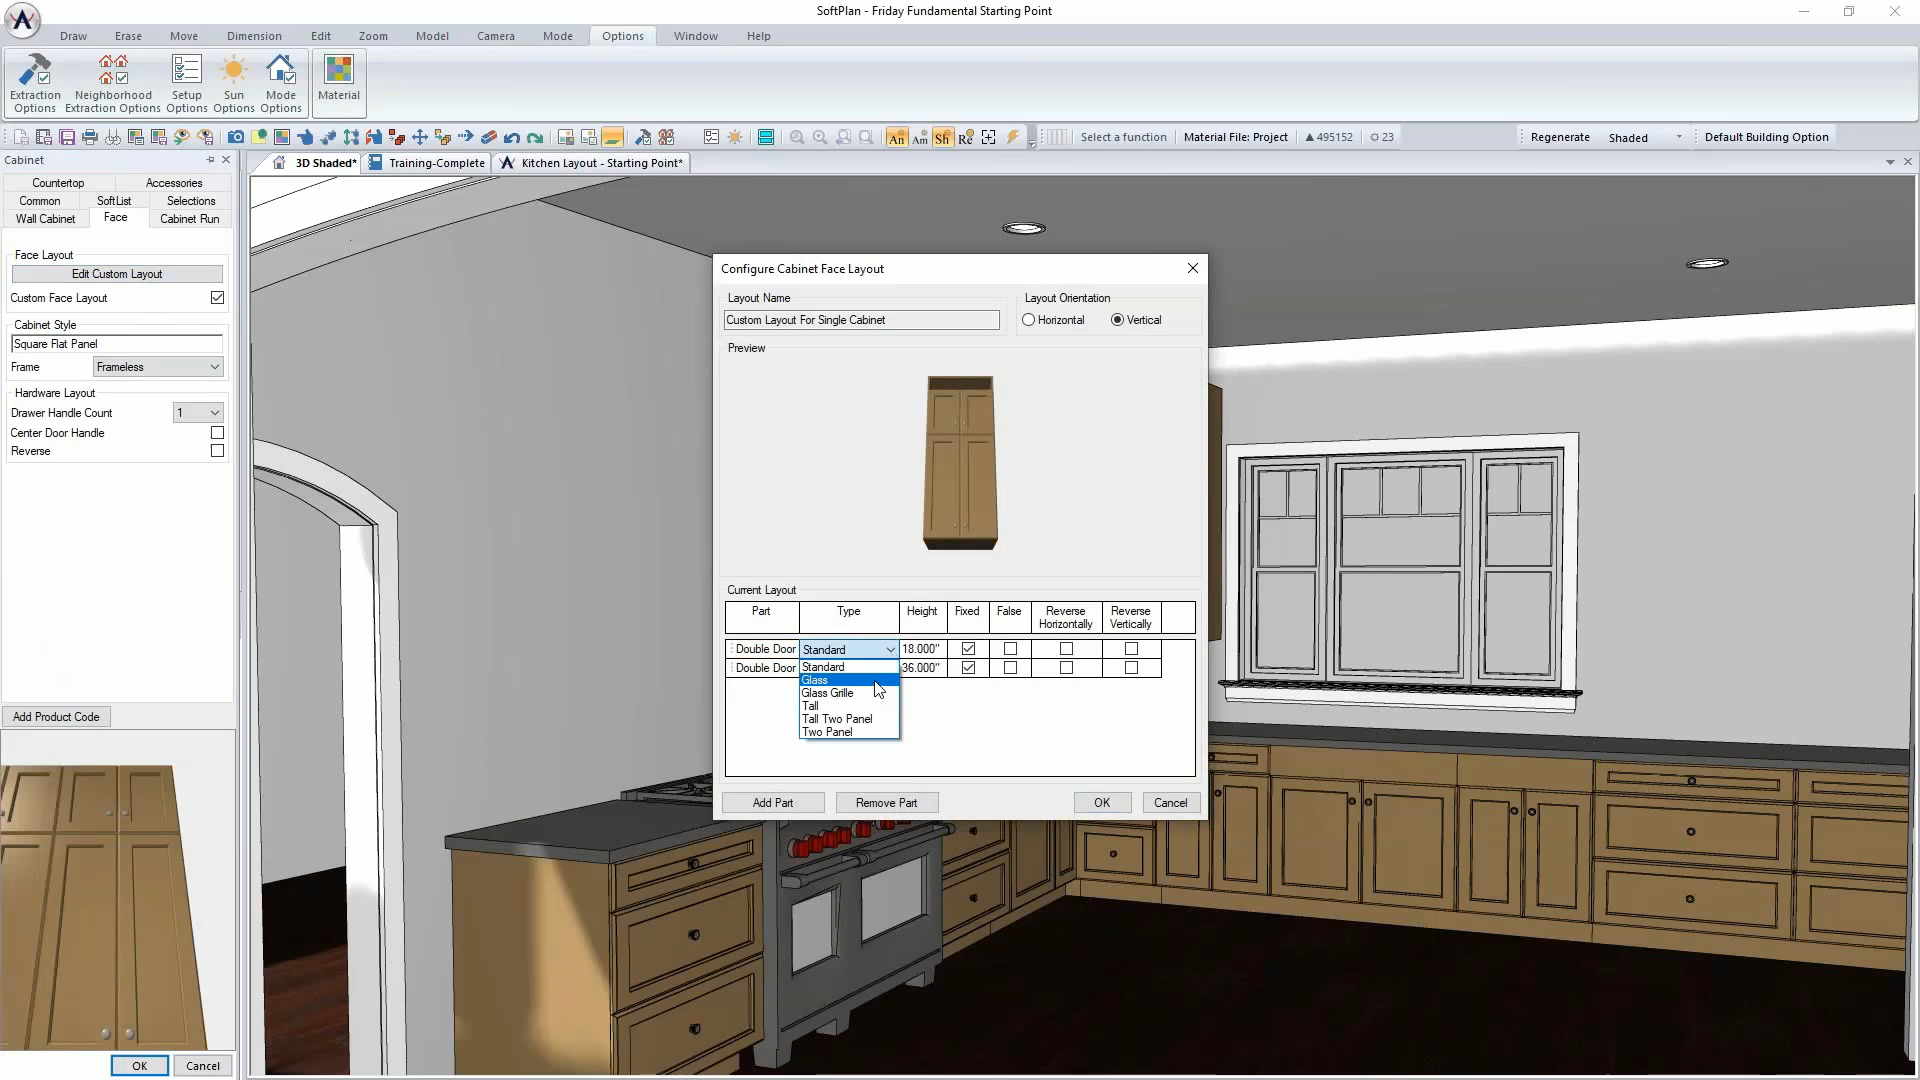 SoftPlan - Friday Fundamental Starting Point
Draw Erase Move Dimension Edit Zoom Model Camera Mode Options Window Help
Extraction Options
Neighborhood Extraction Options
Setup Options
Sun Options
Mode Options
Material
An Am Sh Re
Select a function
Material File: Project
495152
23
Regenerate
Shaded
Default Building Option
3D Shaded*
Training-Complete
Kitchen Layout - Starting Point*
Cabinet
Countertop Accessories
Common SoftList Selections
Wall Cabinet Face Cabinet Run
Face Layout
Edit Custom Layout
Custom Face Layout
Cabinet Style
Square Flat Panel
Frame Frameless
Hardware Layout
Drawer Handle Count 1
Center Door Handle
Reverse
Add Product Code
OK Cancel
Configure Cabinet Face Layout
Layout Name
Custom Layout For Single Cabinet
Layout Orientation
Horizontal Vertical
Preview
Current Layout
Part Type Height Fixed False Reverse Horizontally Reverse Vertically
Double Door Standard 18.000"
Double Door 36.000"
Standard
Glass
Glass Grille
Tall
Tall Two Panel
Two Panel
Add Part Remove Part OK Cancel